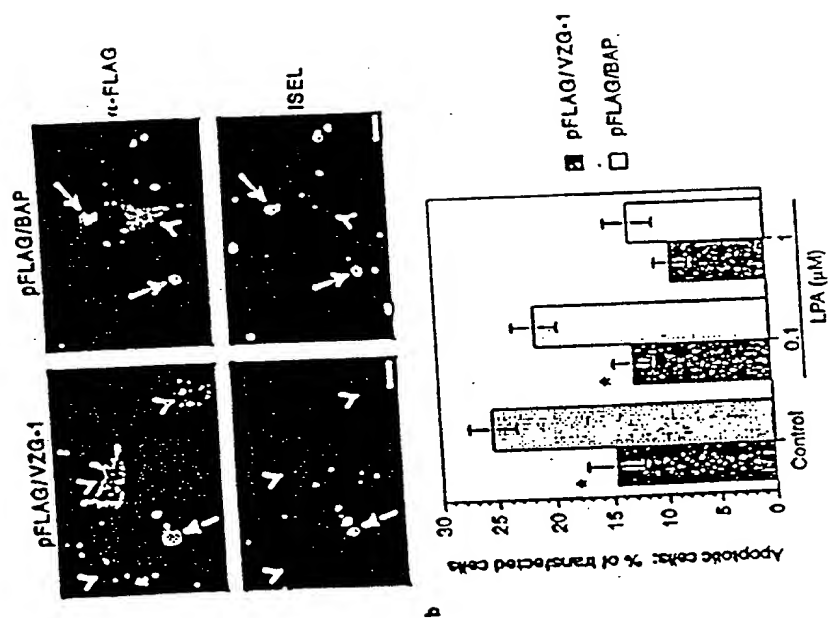 pFLAG/VZG-1
pFLAG/BAP
α-FLAG
ISEL
b
Apoptotic cells: % of transfected cells
30
25
20
15
10
5
0
*
*
Control
0.1
1
LPA (µM)
pFLAG/VZG-1
pFLAG/BAP